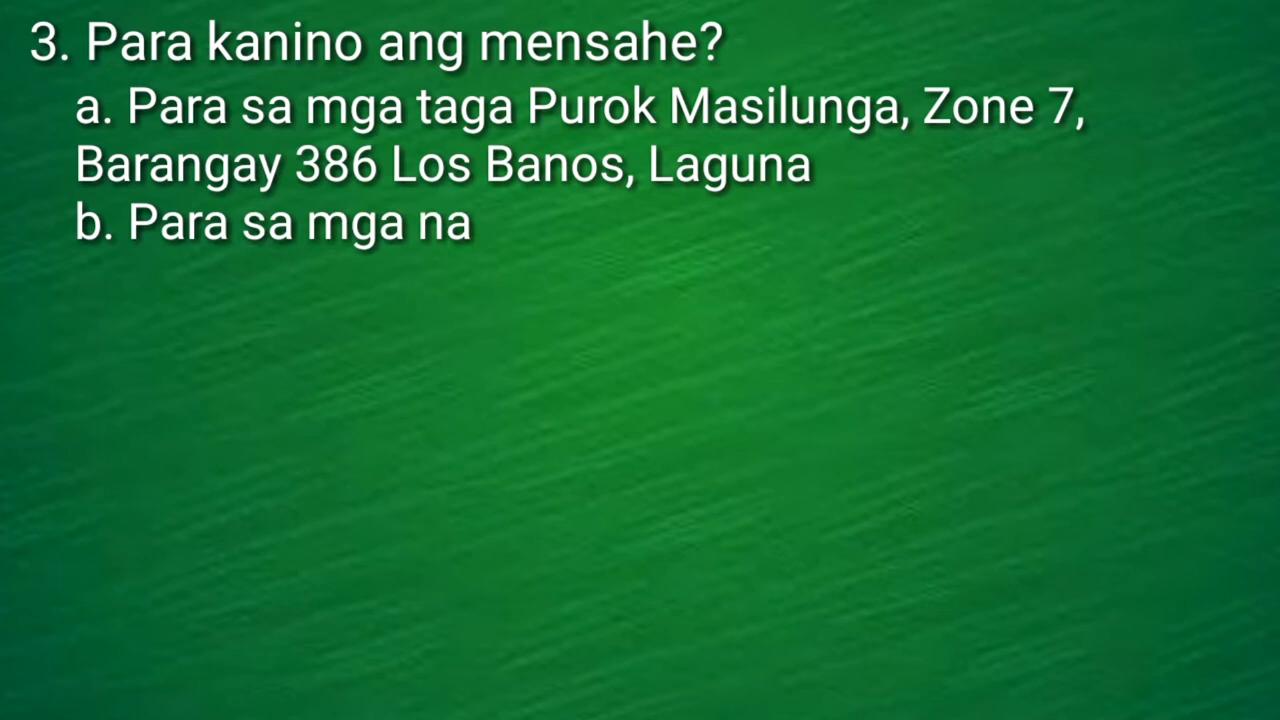 3. Para kanino ang mensahe?
a. Para sa mga taga Purok Masilunga, Zone 7,
Barangay 386 Los Banos, Laguna
b. Para sa mga na